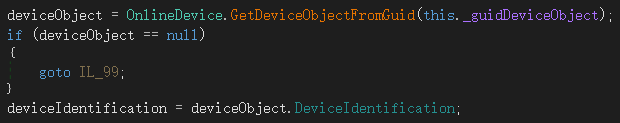 deviceObject = OnlineDevice.GetDeviceObjectFromGuid(this._guidDeviceObject);
if (deviceObject == null)
{
goto IL_99;
}
deviceIdentification = deviceObject.DeviceIdentification;